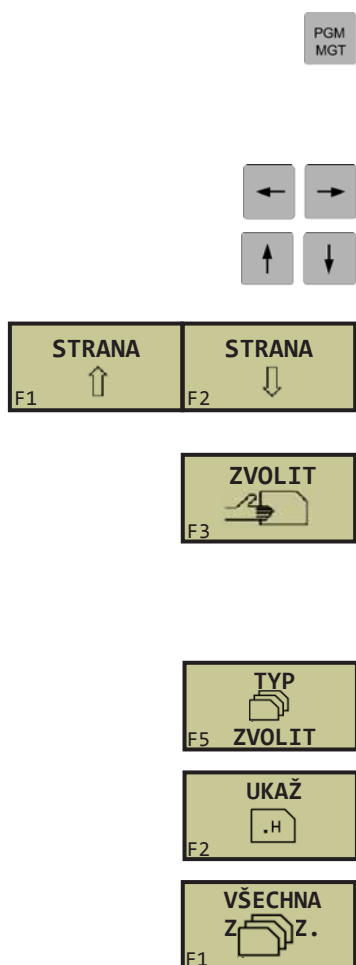 PGM
MGT
STRANA STRANA
F1 F2
ZVOLIT
F3
TYP
F5 ZVOLIT
UKAŽ
.H
F2
VŠECHNA
Z Z.
F1